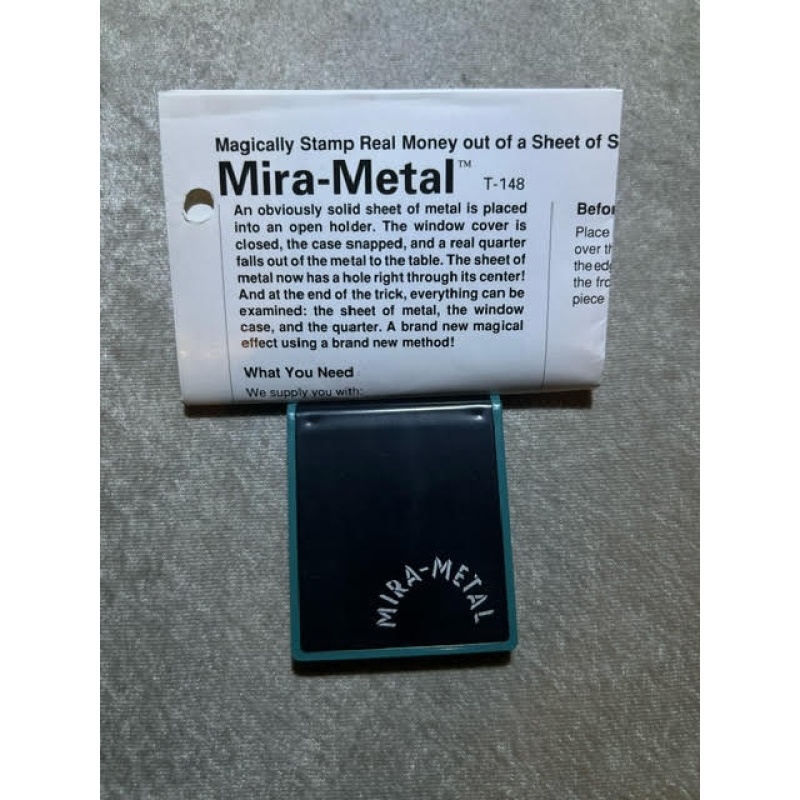 Magically Stamp Real Money out of a Sheet of S
Mira-Metal™ T-148
An obviously solid sheet of metal is placed
into an open holder. The window cover is
closed, the case snapped, and a real quarter
falls out of the metal to the table. The sheet of
metal now has a hole right through its center!
And at the end of the trick, everything can be
examined: the sheet of metal, the window
case, and the quarter. A brand new magical
effect using a brand new method!
What You Need
We supply you with:
Befor
Place
over th
the edg
the fro
piece
MIRA-METAL